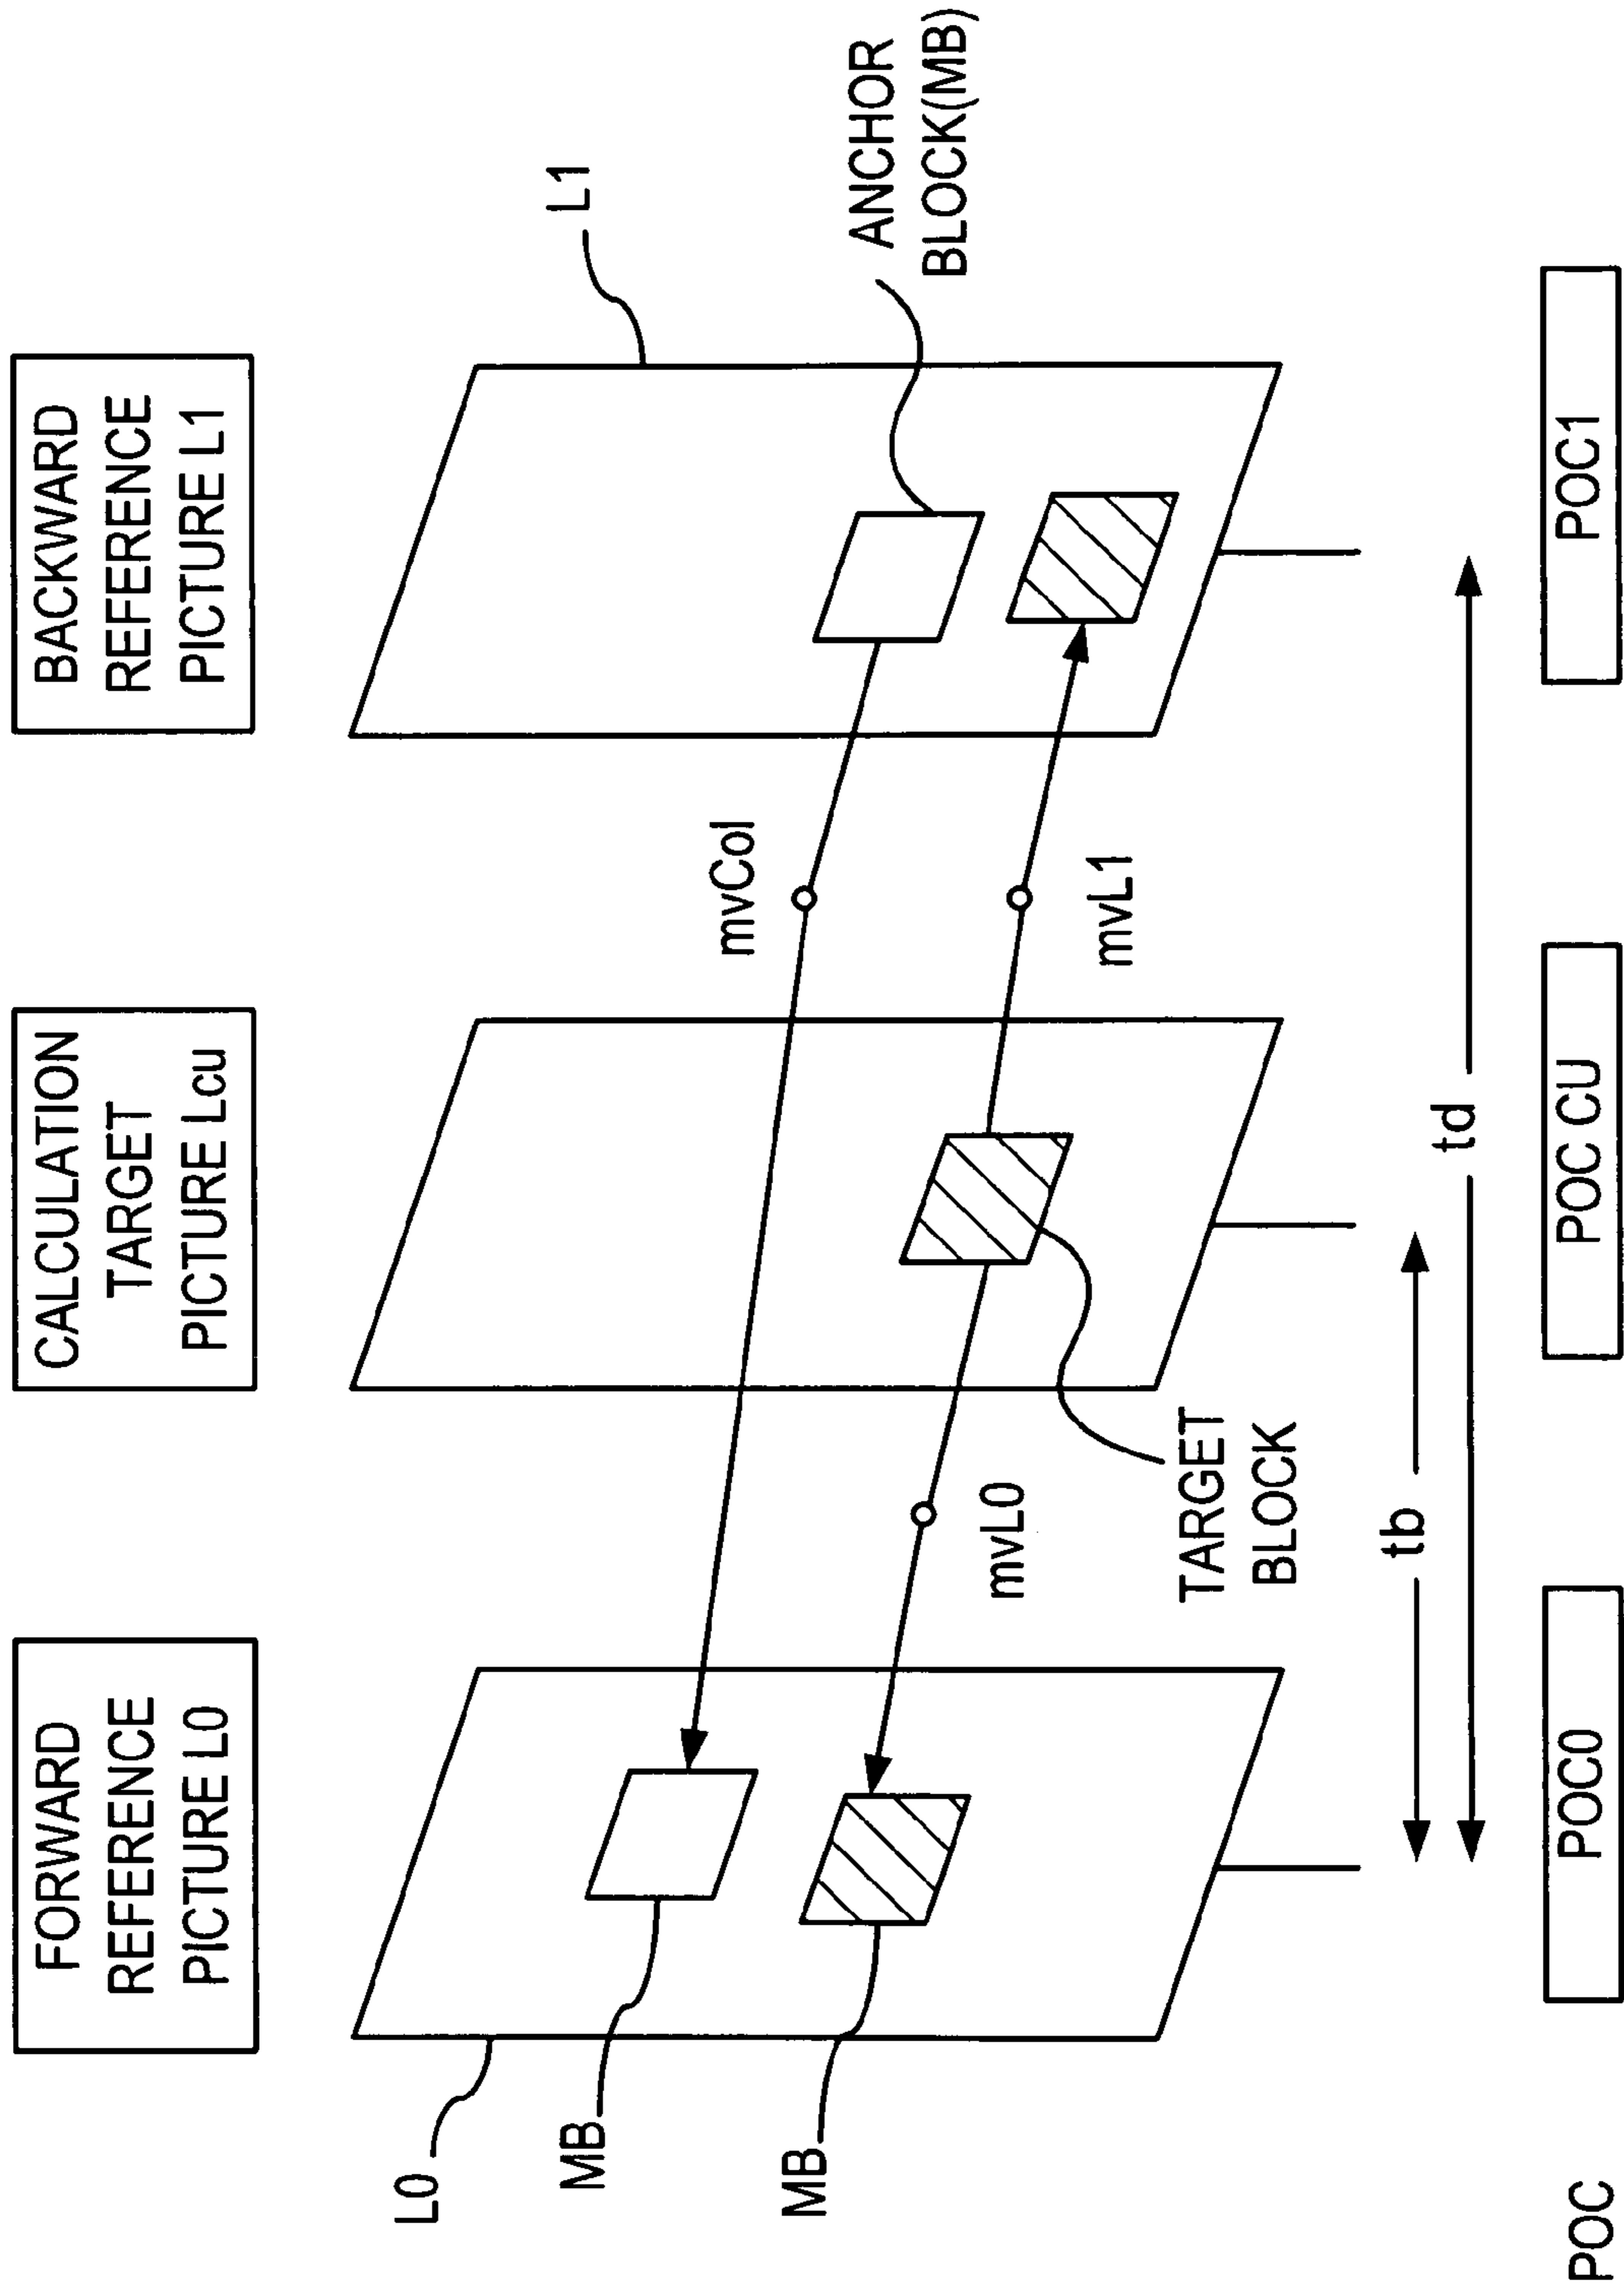 FORWARD
REFERENCE
PICTURE L0
CALCULATION
TARGET
PICTURE Lcu
BACKWARD
REFERENCE
PICTURE L1
L0
L1
MB
MB
mvCol
ANCHOR
BLOCK(MB)
mvL0
mvL1
TARGET
BLOCK
tb
td
POC
POC0
POC CU
POC1